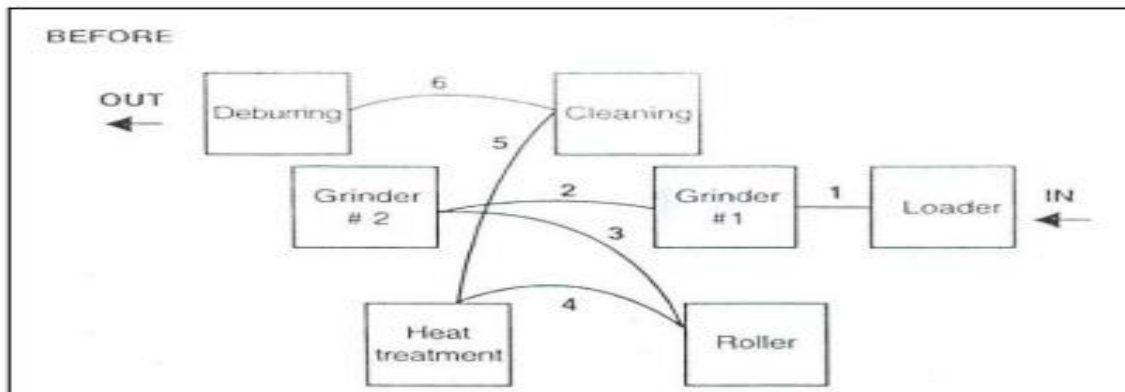 BEFORE
6
OUT
Deburring
Cleaning
5
Grinder
# 2
2
Grinder
#1
1
Loader
IN
3
4
Heat
treatment
Roller